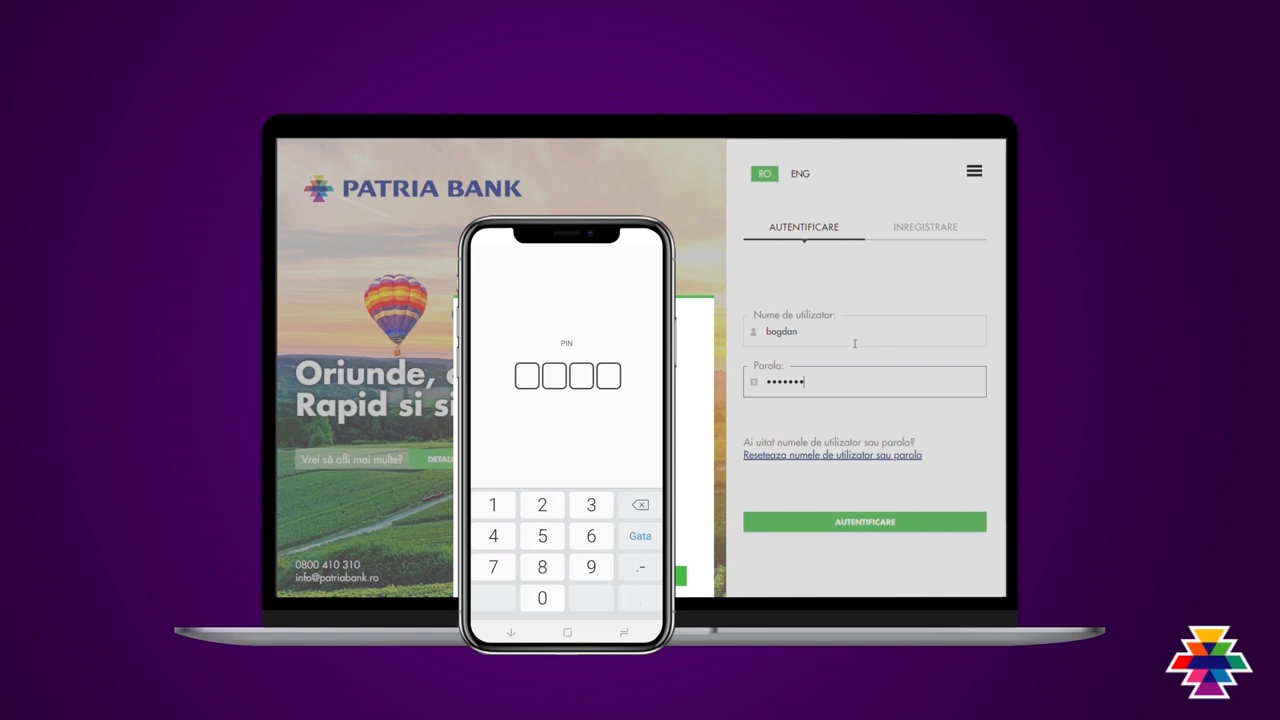 PATRIA BANK
Oriunde,
Rapid si si
Vrei să afli mai multe?
DETALI
0800 410 310
info@patriabank.ro
PIN
1 2 3
4 5 6 Gata
7 8 9 .-
0
RO ENG
AUTENTIFICARE INREGISTRARE
Nume de utilizator:
bogdan
Parola:
•••••••
Ai uitat numele de utilizator sau parola?
Reseteaza numele de utilizator sau parola
AUTENTIFICARE